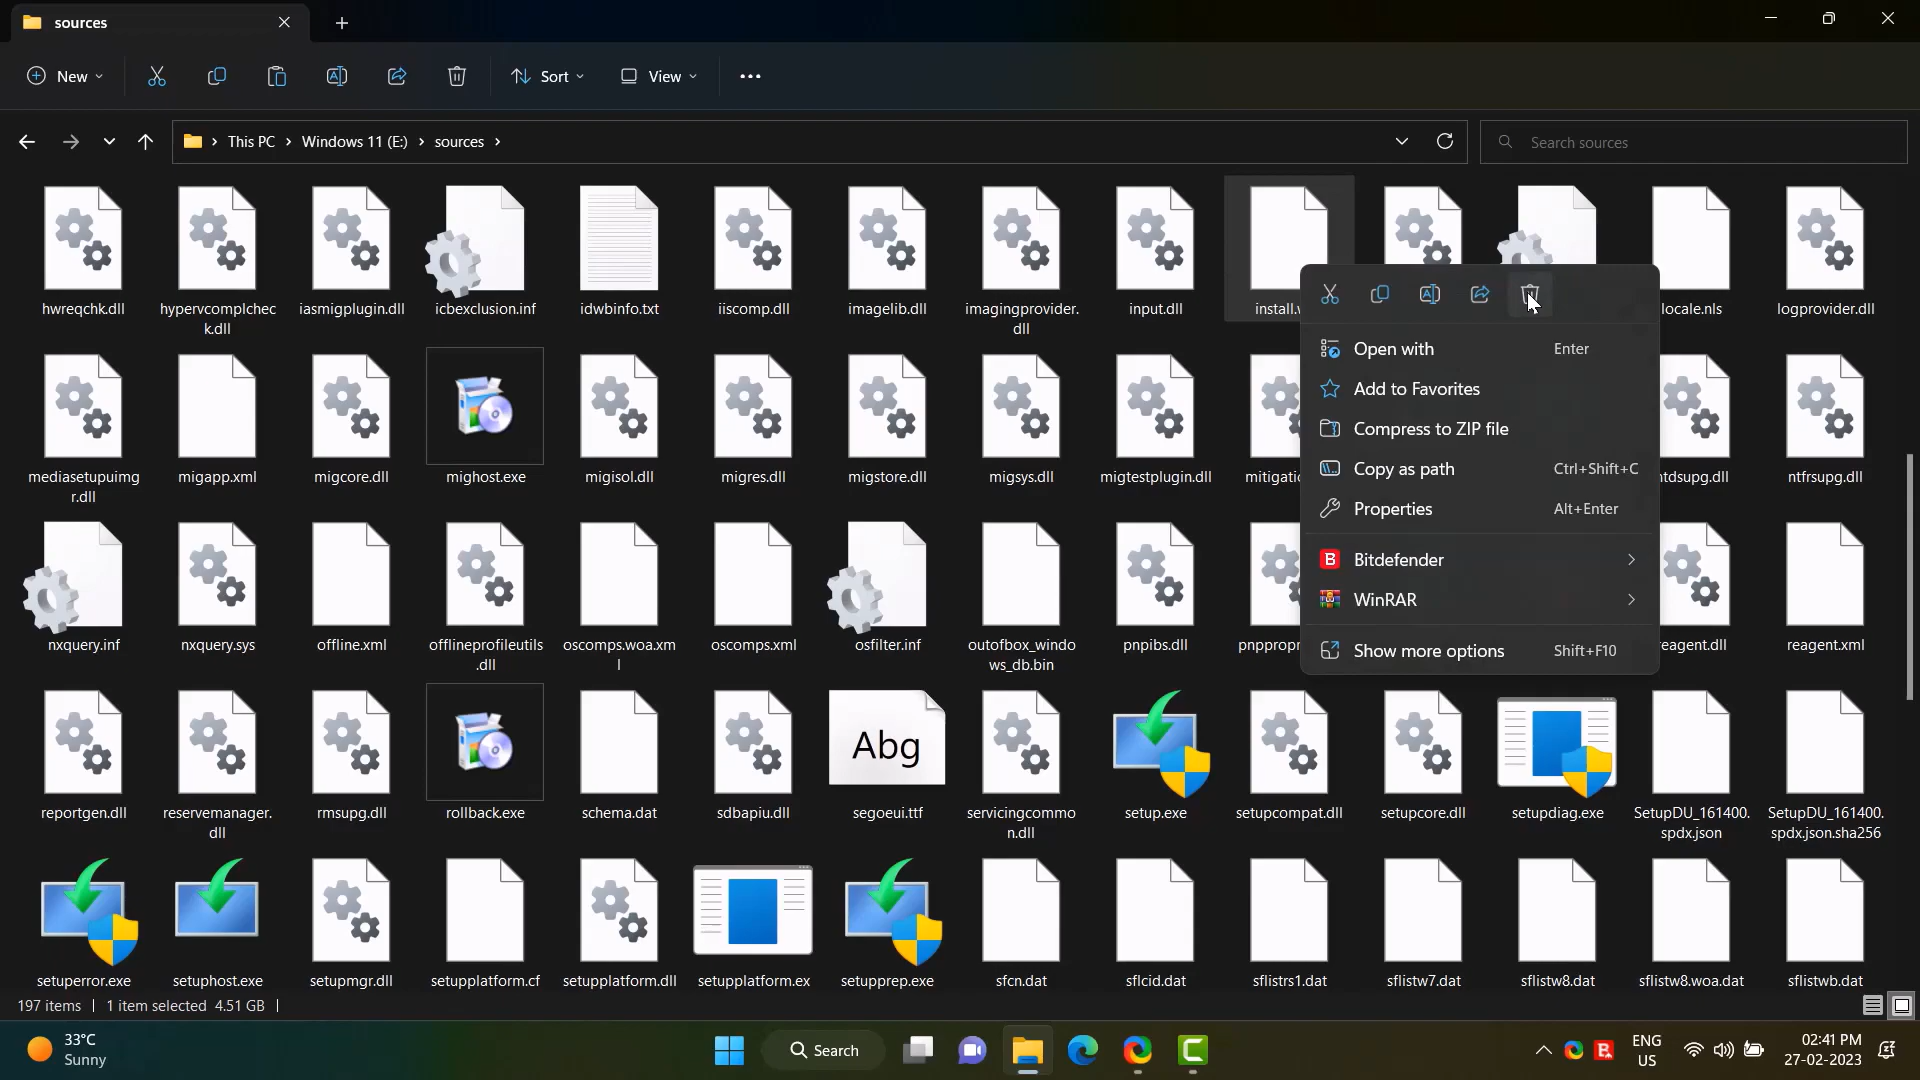 sources
New
Sort
View
This PC
Windows 11 (E:)
sources
Search sources
hwreqchk.dll
hypervcomplchec
k.dll
iasmigplugin.dll
icbexclusion.inf
idwbinfo.txt
iiscomp.dll
imagelib.dll
imagingprovider.
dll
input.dll
install.
locale.nls
logprovider.dll
Open with Enter
Add to Favorites
Compress to ZIP file
Copy as path Ctrl+Shift+C
Properties Alt+Enter
B Bitdefender
WinRAR
Show more options Shift+F10
mediasetupuimg
r.dll
migapp.xml
migcore.dll
mighost.exe
migisol.dll
migres.dll
migstore.dll
migsys.dll
migtestplugin.dll
mitigatio
ntdsupg.dll
ntfrsupg.dll
nxquery.inf
nxquery.sys
offline.xml
offlineprofileutils
.dll
oscomps.woa.xm
l
oscomps.xml
osfilter.inf
outofbox_windo
ws_db.bin
pnpibs.dll
pnppropr
eagent.dll
reagent.xml
Abg
reportgen.dll
reservemanager.
dll
rmsupg.dll
rollback.exe
schema.dat
sdbapiu.dll
segoeui.ttf
servicingcommo
n.dll
setup.exe
setupcompat.dll
setupcore.dll
setupdiag.exe
SetupDU_161400.
spdx.json
SetupDU_161400.
spdx.json.sha256
setuperror.exe
setuphost.exe
setupmgr.dll
setupplatform.cf
setupplatform.dll
setupplatform.ex
setupprep.exe
sfcn.dat
sflcid.dat
sflistrs1.dat
sflistw7.dat
sflistw8.dat
sflistw8.woa.dat
sflistwb.dat
197 items
1 item selected 4.51 GB
33°C
Sunny
Search
ENG
US
02:41 PM
27-02-2023